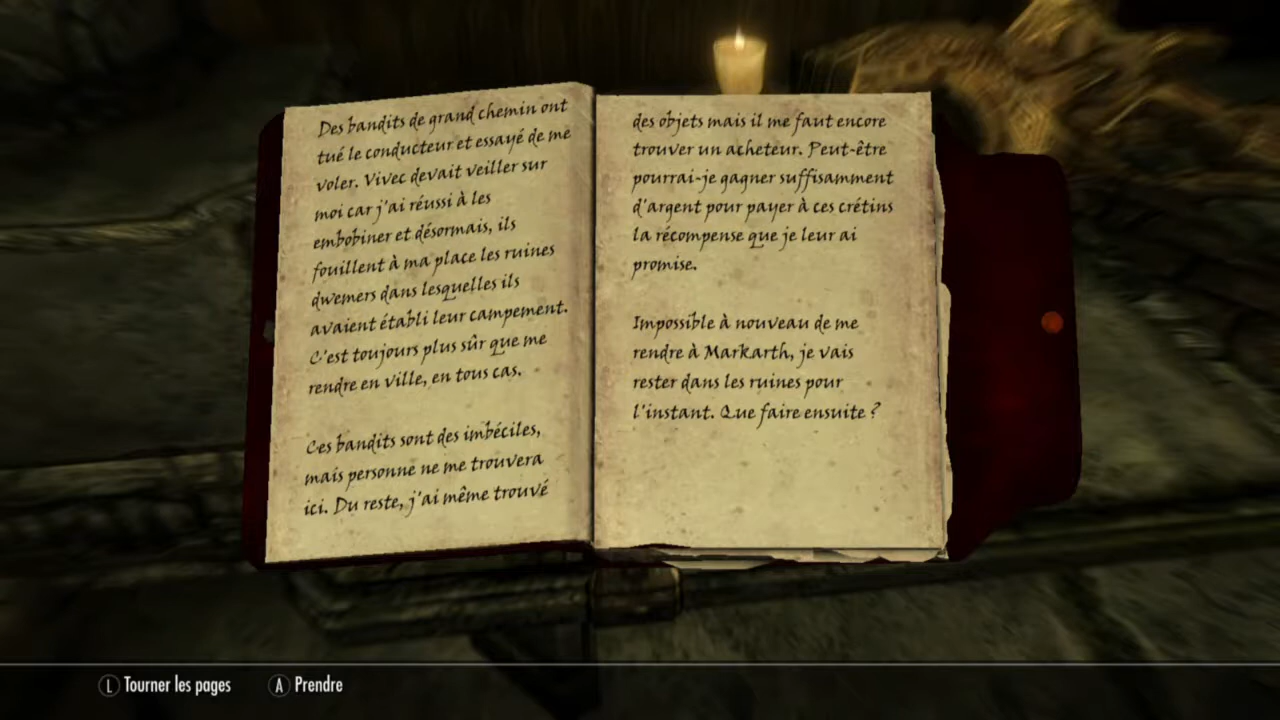 Des bandits de grand chemin ont
tué le conducteur et essayé de me
voler. Vivec devait veiller sur
moi car j'ai réussi à les
embobiner et désormais, ils
fouillent à ma place les ruines
dwemers dans lesquelles ils
avaient établi leur campement.
C'est toujours plus sûr que me
rendre en ville, en tous cas.
Ces bandits sont des imbéciles,
mais personne ne me trouvera
ici. Du reste, j'ai même trouvé
des objets mais il me faut encore
trouver un acheteur. Peut-être
pourrai-je gagner suffisamment
d'argent pour payer à ces crétins
la récompense que je leur ai
promise.
Impossible à nouveau de me
rendre à Markarth, je vais
rester dans les ruines pour
l'instant. Que faire ensuite ?
L Tourner les pages
A Prendre